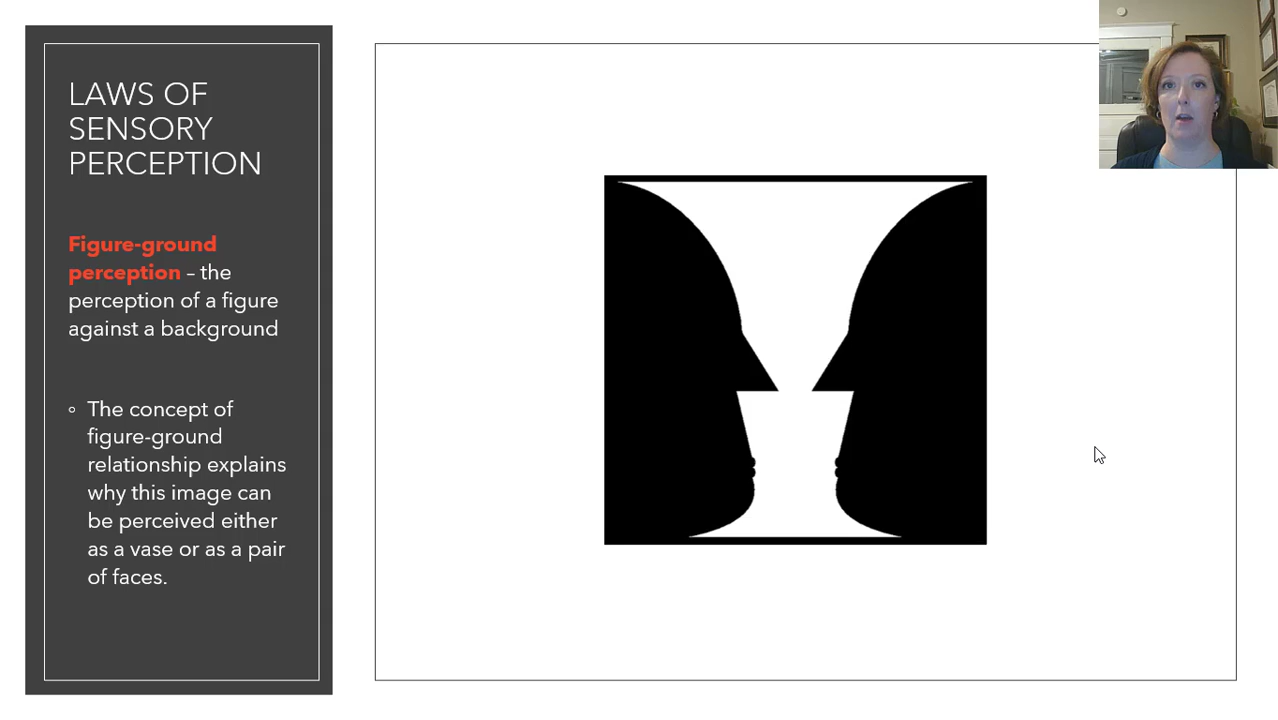 LAWS OF
SENSORY
PERCEPTION
Figure-ground
perception – the
perception of a figure
against a background
The concept of
figure-ground
relationship explains
why this image can
be perceived either
as a vase or as a pair
of faces.